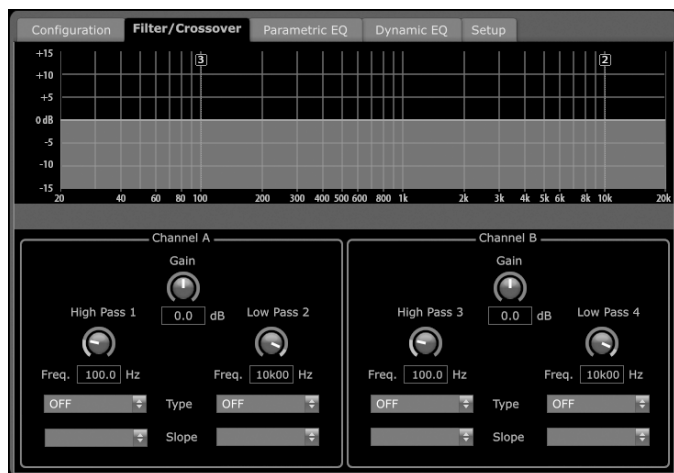 Configuration Filter/Crossover Parametric EQ Dynamic EQ Setup
+15
3 2
+10
+5
0 dB
-5
-10
-15
20 40 60 80 100 200 300 400 500 600 800 1k 2k 3k 4k 5k 6k 8k 10k 20k
Channel A
Gain
High Pass 1 0.0 dB Low Pass 2
Freq. 100.0 Hz Freq. 10k00 Hz
OFF Type OFF
Slope
Channel B
Gain
High Pass 3 0.0 dB Low Pass 4
Freq. 100.0 Hz Freq. 10k00 Hz
OFF Type OFF
Slope